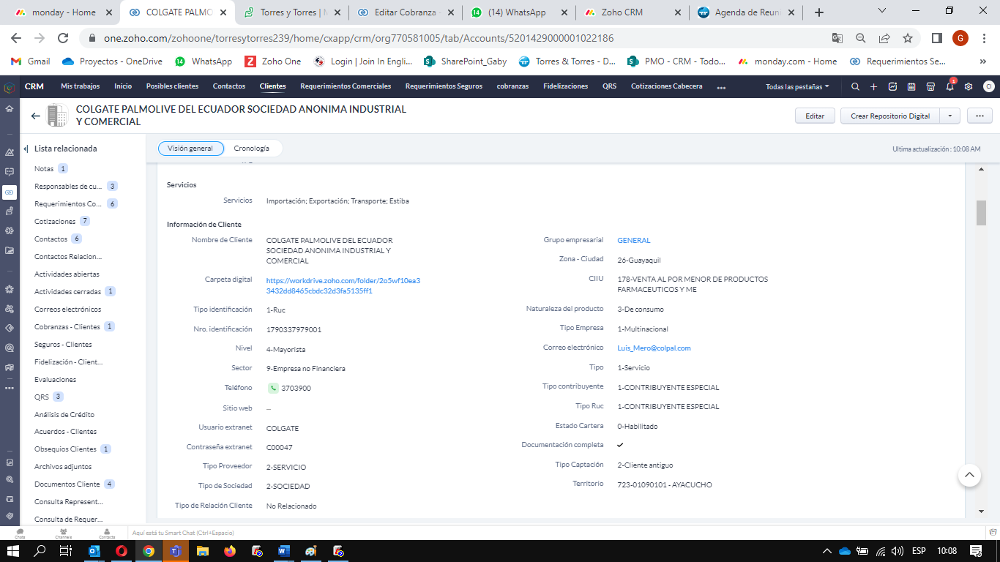 monday - Home
COLGATE PALMO
Torres y Torres | M
Editar Cobranza -
(14) WhatsApp
Zoho CRM
Agenda de Reuni
one.zoho.com/zohoone/torresytorres239/home/cxapp/crm/org770581005/tab/Accounts/5201429000001022186
G
Gmail
Proyectos - OneDrive
WhatsApp
Zoho One
Login | Join In Engli...
SharePoint_Gaby
Torres & Torres - D...
PMO - CRM - Todo...
monday.com - Home
Requerimientos Se...
»
CRM
Mis trabajos
Inicio
Posibles clientes
Contactos
Clientes
Requerimientos Comerciales
Requerimientos Seguros
cobranzas
Fidelizaciones
QRS
Cotizaciones Cabecera
Todas las pestañas
CI
COLGATE PALMOLIVE DEL ECUADOR SOCIEDAD ANONIMA INDUSTRIAL
Y COMERCIAL
Editar
Crear Repositorio Digital
Lista relacionada
Visión general
Cronología
Ultima actualización : 10:08 AM
Notas 1
Responsables de cu... 3
Requerimientos Co... 6
Cotizaciones 7
Contactos 6
Contactos Relacion...
Actividades abiertas
Actividades cerradas 1
Correos electrónicos
Cobranzas - Clientes 1
Seguros - Clientes
Fidelización - Client...
Evaluaciones
QRS 3
Análisis de Crédito
Acuerdos - Clientes
Obsequios Clientes 1
Archivos adjuntos
Documentos Cliente 4
Consulta Represent...
Consulta de Requer...
Servicios
Servicios Importación; Exportación; Transporte; Estiba
Información de Cliente
Nombre de Cliente COLGATE PALMOLIVE DEL ECUADOR
SOCIEDAD ANONIMA INDUSTRIAL Y
COMERCIAL
Carpeta digital https://workdrive.zoho.com/folder/2o5wf10ea3
3432dd8465cbdc32d3fa5135ff1
Tipo identificación 1-Ruc
Nro. identificación 1790337979001
Nivel 4-Mayorista
Sector 9-Empresa no Financiera
Teléfono 3703900
Sitio web —
Usuario extranet COLGATE
Contraseña extranet C00047
Tipo Proveedor 2-SERVICIO
Tipo de Sociedad 2-SOCIEDAD
Tipo de Relación Cliente No Relacionado
Grupo empresarial GENERAL
Zona - Ciudad 26-Guayaquil
CIIU 178-VENTA AL POR MENOR DE PRODUCTOS
FARMACEUTICOS Y ME
Naturaleza del producto 3-De consumo
Tipo Empresa 1-Multinacional
Correo electrónico Luis_Mero@colpal.com
Tipo 1-Servicio
Tipo contribuyente 1-CONTRIBUYENTE ESPECIAL
Tipo Ruc 1-CONTRIBUYENTE ESPECIAL
Estado Cartera 0-Habilitado
Documentación completa
Tipo Captación 2-Cliente antiguo
Territorio 723-01090101 - AYACUCHO
Chats
Channels
Contacts
Aquí está tu Smart Chat (Ctrl+Espacio)
ESP
10:08